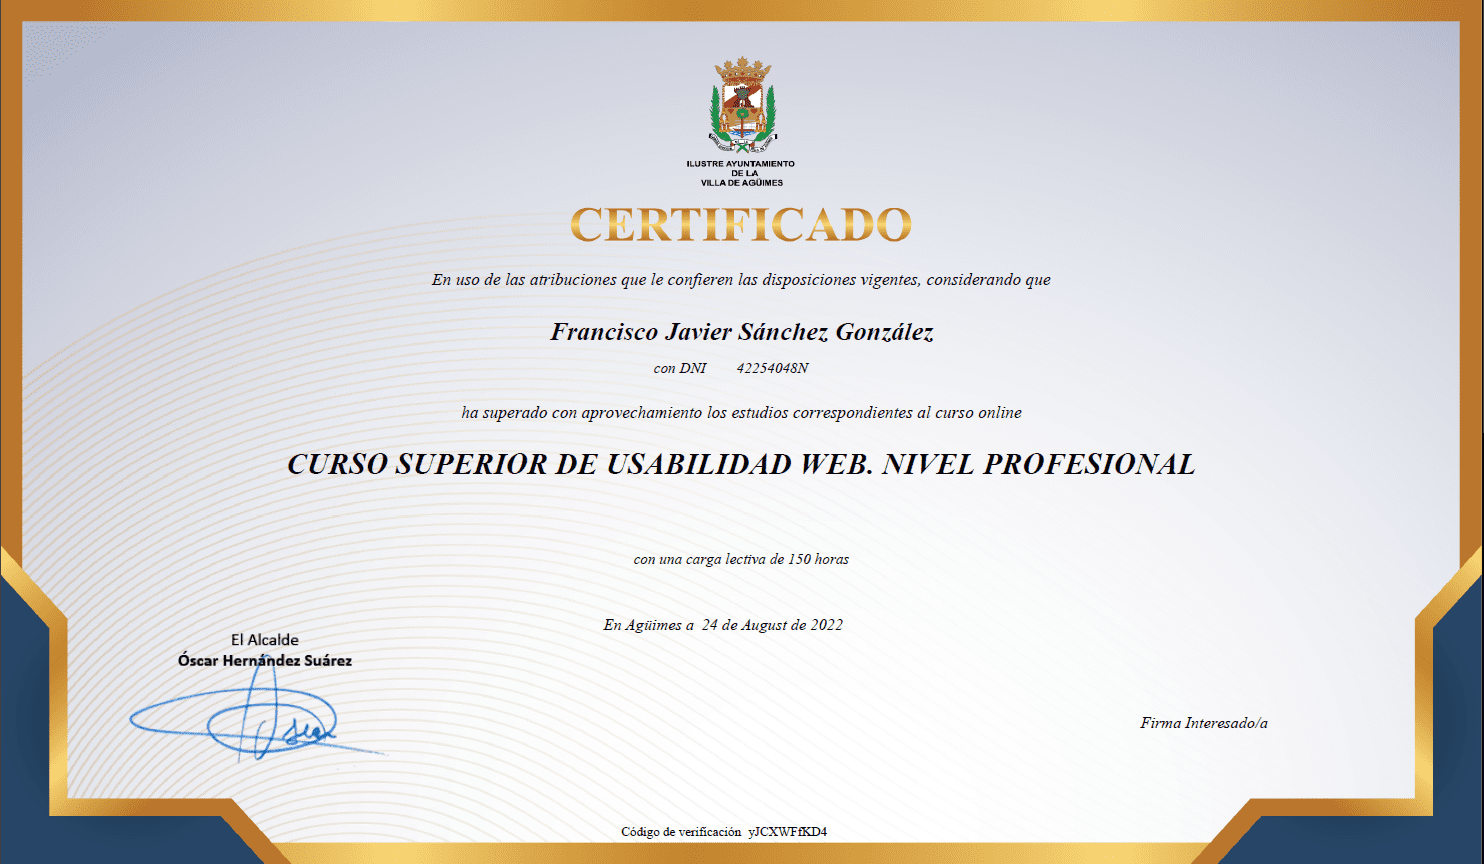 ILUSTRE AYUNTAMIENTO
DE LA
VILLA DE AGÜIMES
CERTIFICADO
En uso de las atribuciones que le confieren las disposiciones vigentes, considerando que
Francisco Javier Sánchez González
con DNI 42254048N
ha superado con aprovechamiento los estudios correspondientes al curso online
CURSO SUPERIOR DE USABILIDAD WEB. NIVEL PROFESIONAL
con una carga lectiva de 150 horas
En Agüimes a 24 de August de 2022
El Alcalde
Óscar Hernández Suárez
Firma Interesado/a
Código de verificación yJCXWFfKD4